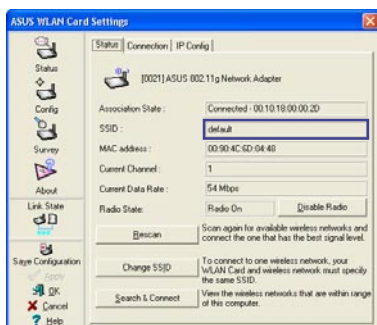 ASUS WLAN Card Settings
Status
Config
Survey
About
Link State
Save Configuration
Apply
OK
Cancel
Help
Status Connection IP Config
[0021] ASUS 802.11g Network Adapter
Association State : Connected - 00:10:18:00:00:2D
SSID : default
MAC address : 00:90:4C:6D:04:48
Current Channel : 1
Current Data Rate : 54 Mbps
Radio State: Radio On Disable Radio
Rescan Scan again for available wireless networks and
connect the one that has the best signal level.
Change SSID To connect to one wireless network, your
WLAN Card and wireless network must specify
the same SSID.
Search & Connect View the wireless networks that are within range
of this computer.